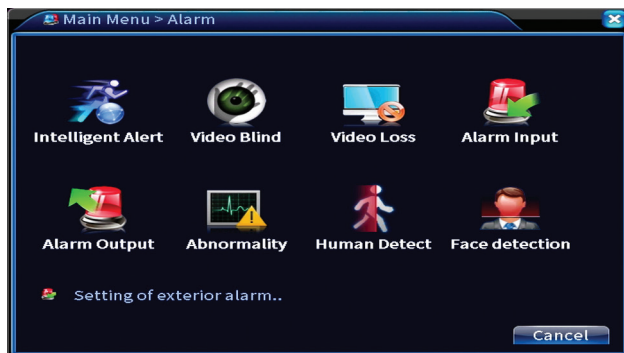 Main Menu > Alarm
Intelligent Alert Video Blind Video Loss Alarm Input
Alarm Output Abnormality Human Detect Face detection
Setting of exterior alarm..
Cancel